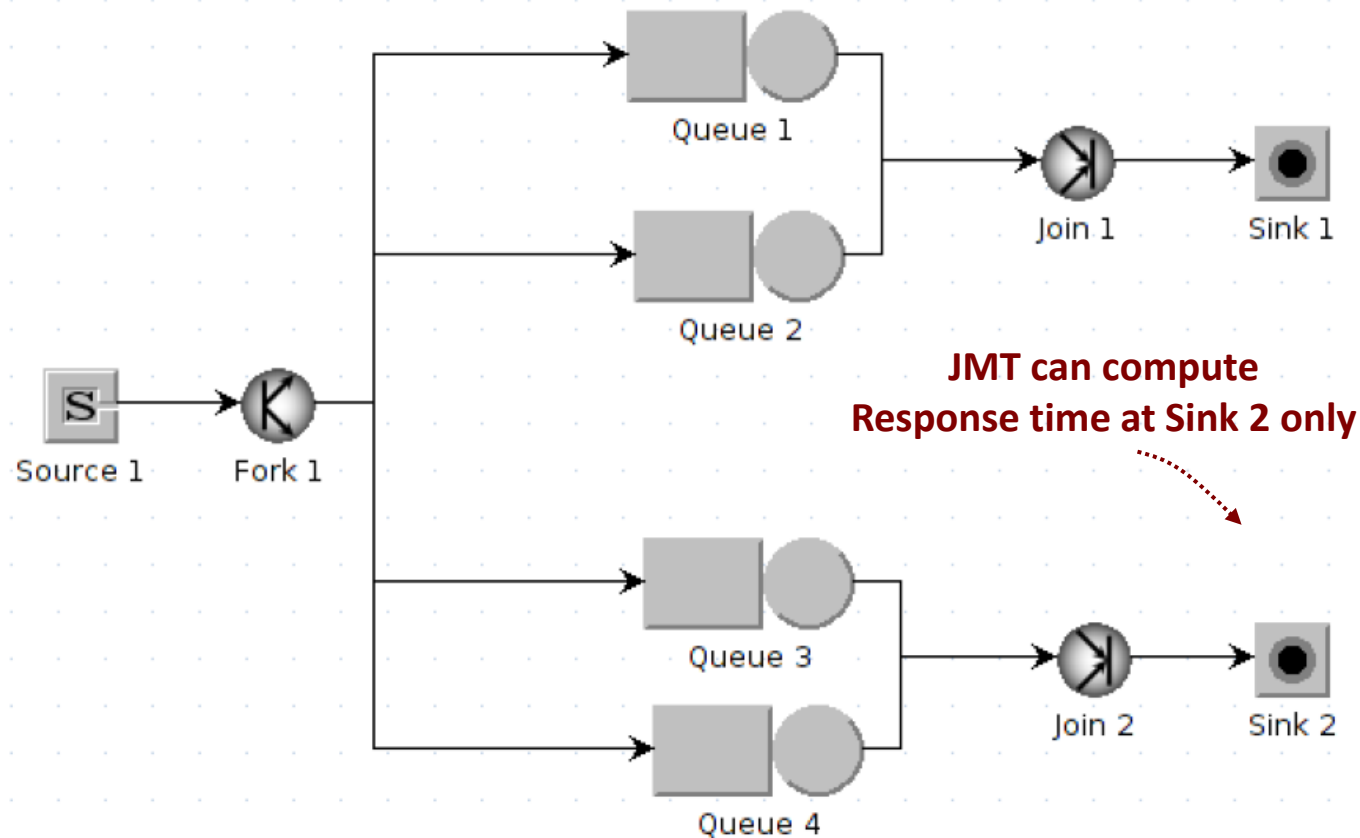 Queue 1
Join 1
Sink 1
Queue 2
JMT can compute
Response time at Sink 2 only
S
Source 1
Fork 1
Queue 3
Join 2
Sink 2
Queue 4